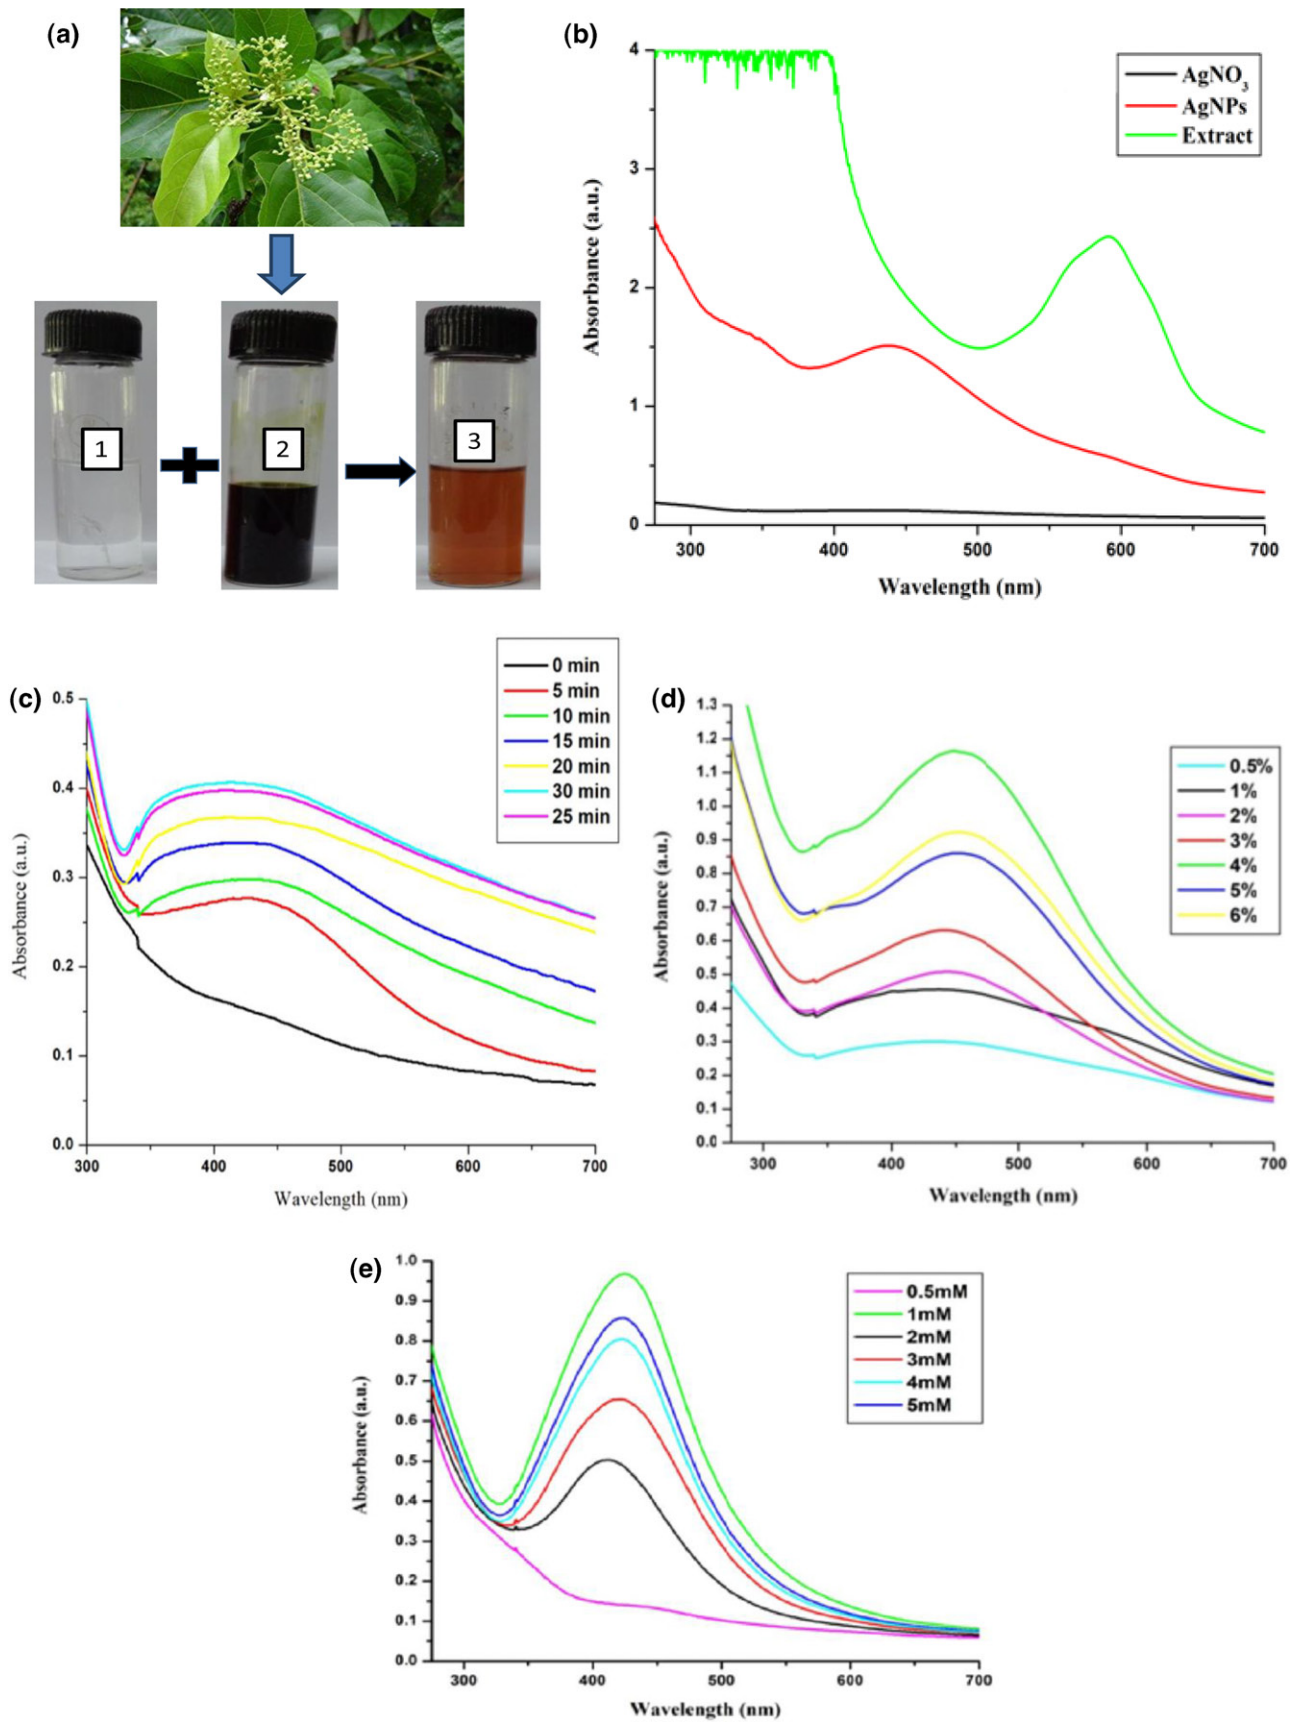 (a)
1
2
3
(b)
AgNO3
AgNPs
Extract
4
3
2
1
0
300 400 500 600 700
Absorbance (a.u.)
Wavelength (nm)
(c)
0 min
5 min
10 min
15 min
20 min
30 min
25 min
0.5
0.4
0.3
0.2
0.1
0.0
300 400 500 600 700
Absorbance (a.u.)
Wavelength (nm)
(d)
0.5%
1%
2%
3%
4%
5%
6%
1.3
1.2
1.1
1.0
0.9
0.8
0.7
0.6
0.5
0.4
0.3
0.2
0.1
0.0
300 400 500 600 700
Absorbance (a.u.)
Wavelength (nm)
(e)
0.5mM
1mM
2mM
3mM
4mM
5mM
1.0
0.9
0.8
0.7
0.6
0.5
0.4
0.3
0.2
0.1
0.0
300 400 500 600 700
Absorbance (a.u.)
Wavelength (nm)